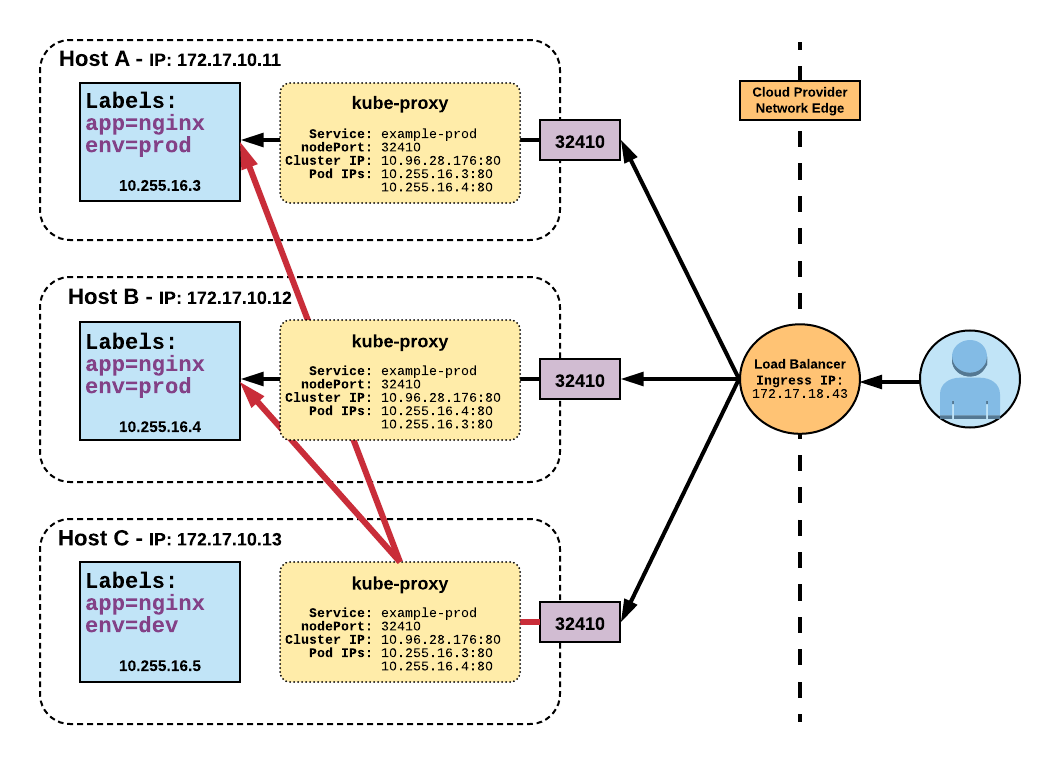 Host A - IP: 172.17.10.11
Labels:
app=nginx
env=prod
10.255.16.3
kube-proxy
Service: example-prod
nodePort: 32410
Cluster IP: 10.96.28.176:80
Pod IPs: 10.255.16.3:80
10.255.16.4:80
32410
Cloud Provider
Network Edge
Host B - IP: 172.17.10.12
Labels:
app=nginx
env=prod
10.255.16.4
kube-proxy
Service: example-prod
nodePort: 32410
Cluster IP: 10.96.28.176:80
Pod IPs: 10.255.16.4:80
10.255.16.3:80
32410
Load Balancer
Ingress IP:
172.17.18.43
Host C - IP: 172.17.10.13
Labels:
app=nginx
env=dev
10.255.16.5
kube-proxy
Service: example-prod
nodePort: 32410
Cluster IP: 10.96.28.176:80
Pod IPs: 10.255.16.3:80
10.255.16.4:80
32410